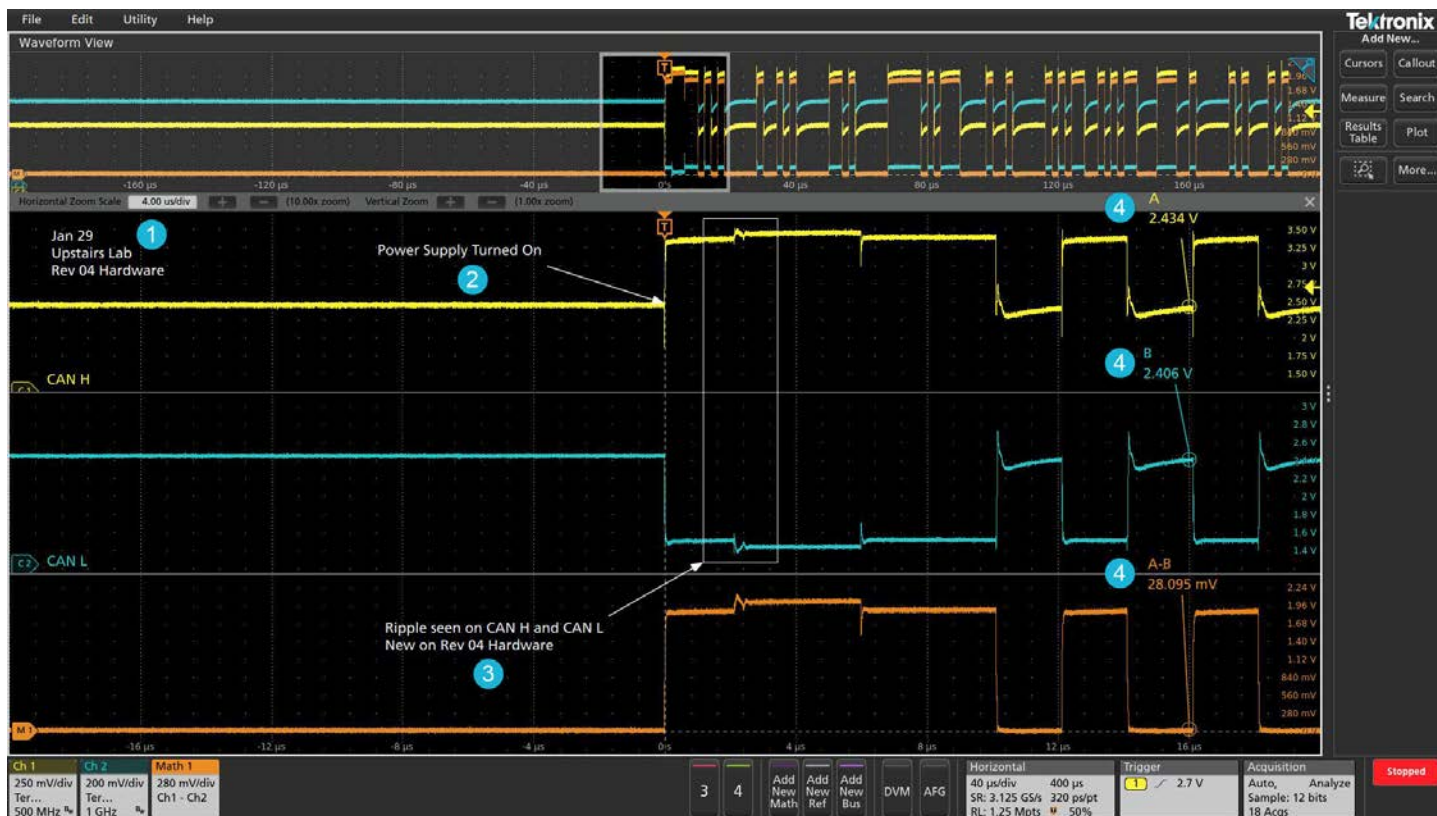 File Edit Utility Help
Tektronix
Waveform View
Add New...
Cursors Callout
Measure Search
Results Table Plot
More...
1.96 V
1.68 V
1.12
840 mV
560 mV
280 mV
-160 µs -120 µs -80 µs -40 µs 0 s 40 µs 80 µs 120 µs 160 µs
Horizontal Zoom Scale 4.00 us/div (10.00x zoom) Vertical Zoom (1.00x zoom)
Jan 29
Upstairs Lab
Rev 04 Hardware
1
Power Supply Turned On
2
4
A
2.434 V
3.50 V
3.25 V
3 V
2.50 V
2.25 V
2 V
1.75 V
1.50 V
C1
CAN H
4
B
2.406 V
3 V
2.8 V
2.6 V
2.2 V
2 V
1.8 V
1.6 V
1.4 V
C2
CAN L
4
A-B
28.095 mV
2.24 V
1.96 V
1.68 V
1.40 V
1.12 V
840 mV
560 mV
280 mV
Ripple seen on CAN H and CAN L
New on Rev 04 Hardware
3
M 1
-16 µs -12 µs -8 µs -4 µs 0 s 4 µs 8 µs 12 µs 16 µs
Ch 1
250 mV/div
Ter...
500 MHz
Ch 2
200 mV/div
Ter...
1 GHz
Math 1
280 mV/div
Ch1 - Ch2
3
4
Add New Math
Add New Ref
Add New Bus
DVM
AFG
Horizontal
40 µs/div 400 µs
SR: 3.125 GS/s 320 ps/pt
RL: 1.25 Mpts 50%
Trigger
1 2.7 V
Acquisition
Auto, Analyze
Sample: 12 bits
18 Acqs
Stopped